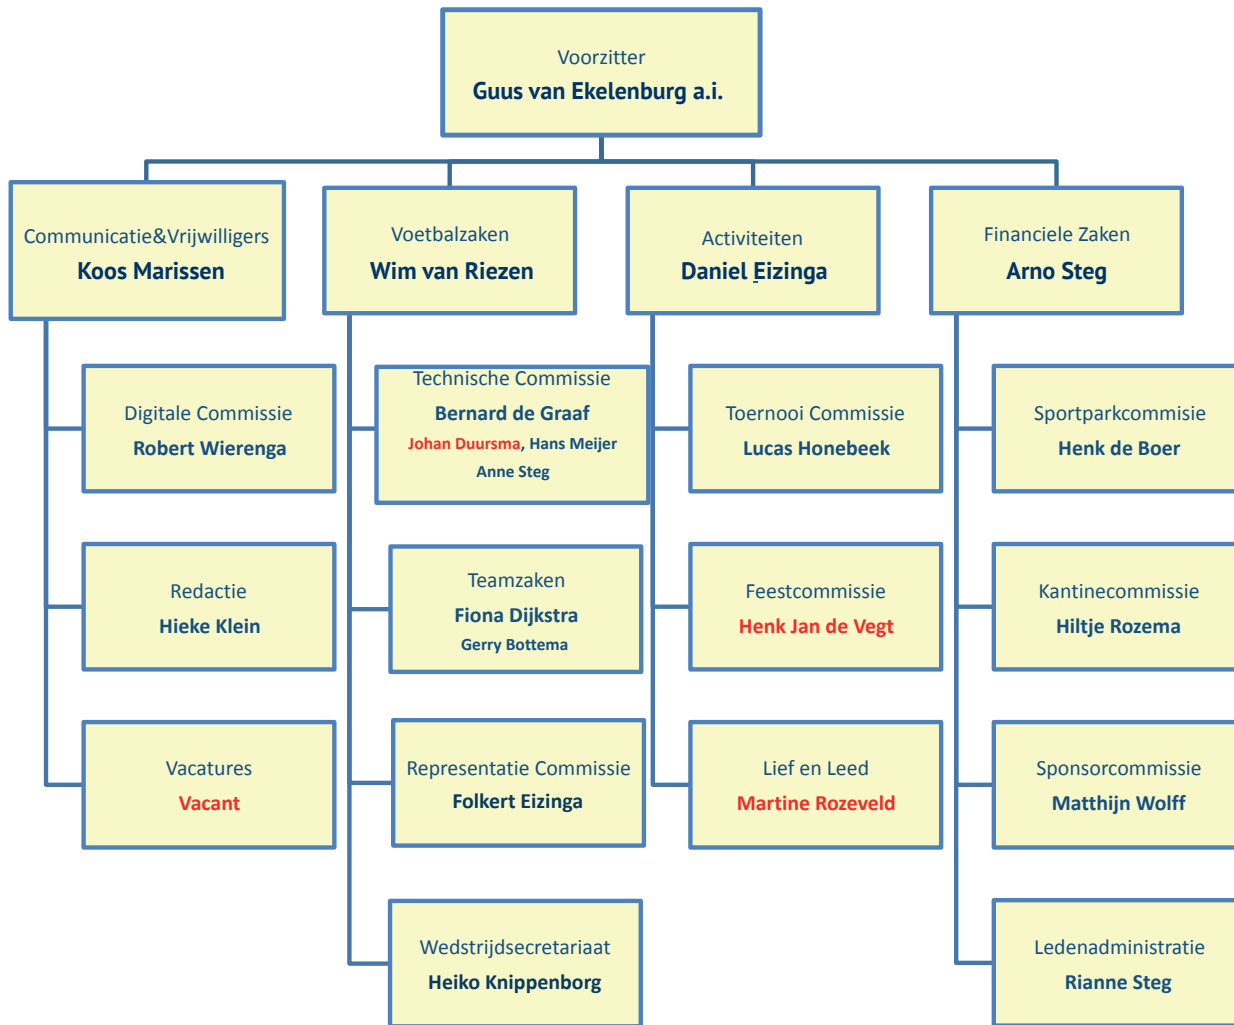 Voorzitter
Guus van Ekelenburg a.i.
Communicatie&Vrijwilligers
Koos Marissen
Voetbalzaken
Wim van Riezen
Activiteiten
Daniel Eizinga
Financiele Zaken
Arno Steg
Digitale Commissie
Robert Wierenga
Technische Commissie
Bernard de Graaf
Johan Duursma, Hans Meijer
Anne Steg
Toernooi Commissie
Lucas Honebeek
Sportparkcommisie
Henk de Boer
Redactie
Hieke Klein
Teamzaken
Fiona Dijkstra
Gerry Bottema
Feestcommissie
Henk Jan de Vegt
Kantinecommissie
Hiltje Rozema
Vacatures
Vacant
Representatie Commissie
Folkert Eizinga
Lief en Leed
Martine Rozeveld
Sponsorcommissie
Matthijn Wolff
Wedstrijdsecretariaat
Heiko Knippenborg
Ledenadministratie
Rianne Steg